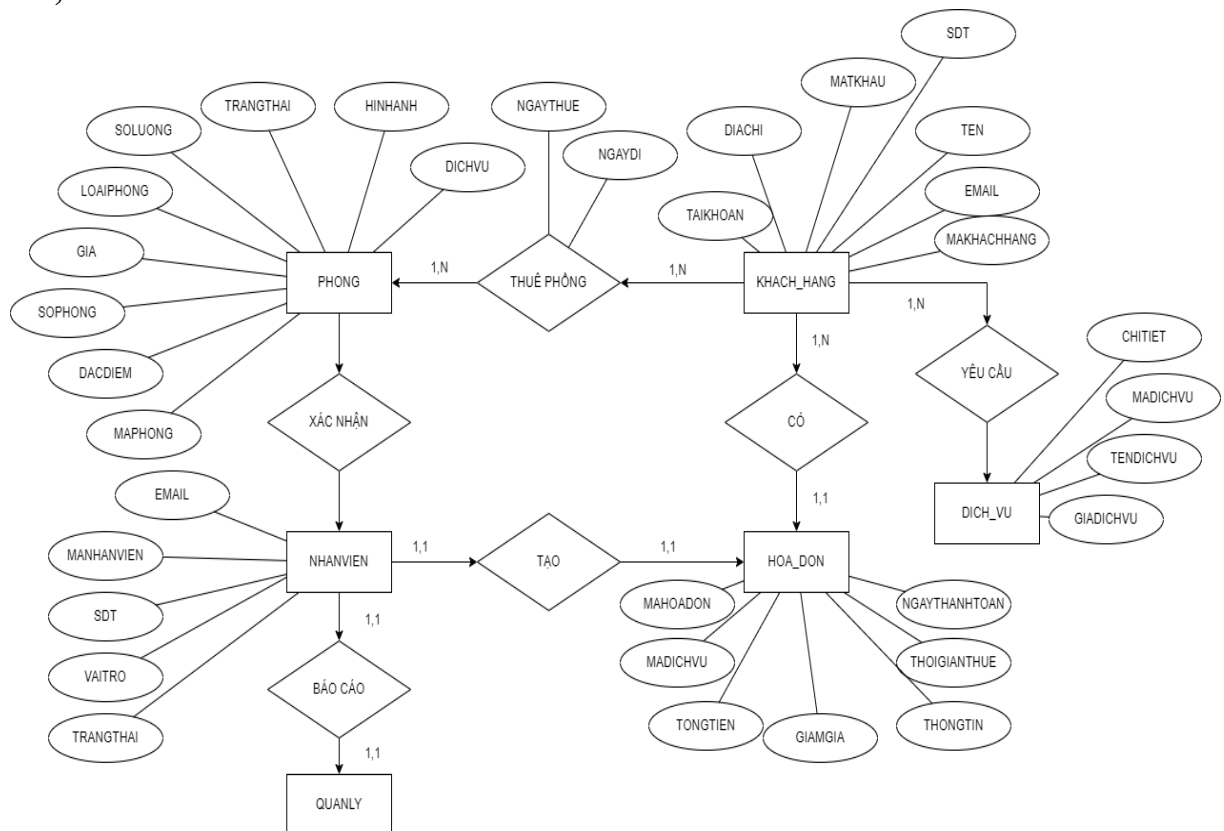 SDT
MATKHAU
TRANGTHAI
HINHANH
NGAYTHUE
SOLUONG
DIACHI
TEN
NGAYDI
DICHVU
LOAIPHONG
EMAIL
TAIKHOAN
MAKHACHHANG
GIA
PHONG
1,N
THUÊ PHÒNG
1,N
KHACH_HANG
1,N
SOPHONG
1,N
CHITIET
DACDIEM
YÊU CẦU
MADICHVU
XÁC NHẬN
CÓ
MAPHONG
TENDICHVU
EMAIL
1,1
DICH_VU
GIADICHVU
MANHANVIEN
NHANVIEN
1,1
TẠO
1,1
HOA_DON
MAHOADON
NGAYTHANHTOAN
SDT
1,1
MADICHVU
THOIGIANTHUE
VAITRO
BÁO CÁO
TONGTIEN
GIAMGIA
THONGTIN
TRANGTHAI
1,1
QUANLY